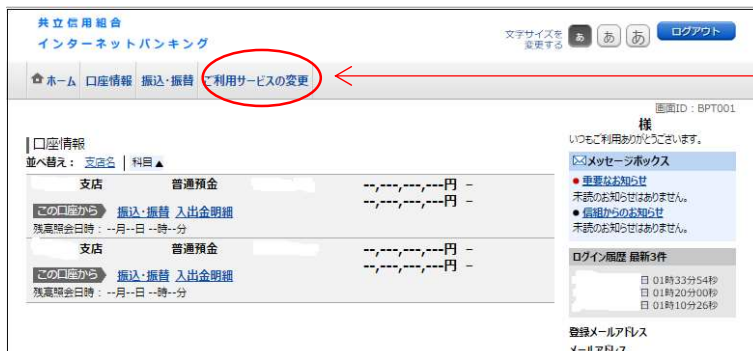 共立信用組合
インターネットバンキング
文字サイズを
変更する
あ あ あ
ログアウト
ホーム 口座情報 振込・振替 ご利用サービスの変更
画面ID：BPT001
様
いつもご利用ありがとうございます。
口座情報
並べ替え： 支店名 | 科目▲
支店 普通預金 --,---,---,---円 -
--,---,---,---円 -
この口座から 振込・振替 入出金明細
残高照会日時： --月--日 --時--分
支店 普通預金 --,---,---,---円 -
--,---,---,---円 -
この口座から 振込・振替 入出金明細
残高照会日時： --月--日 --時--分
メッセージボックス
● 重要なお知らせ
未読のお知らせはありません。
● 信組からのお知らせ
未読のお知らせはありません。
ログイン履歴 最新3件
日 01時33分54秒
日 01時20分00秒
日 01時10分26秒
登録メールアドレス
メールアドレス